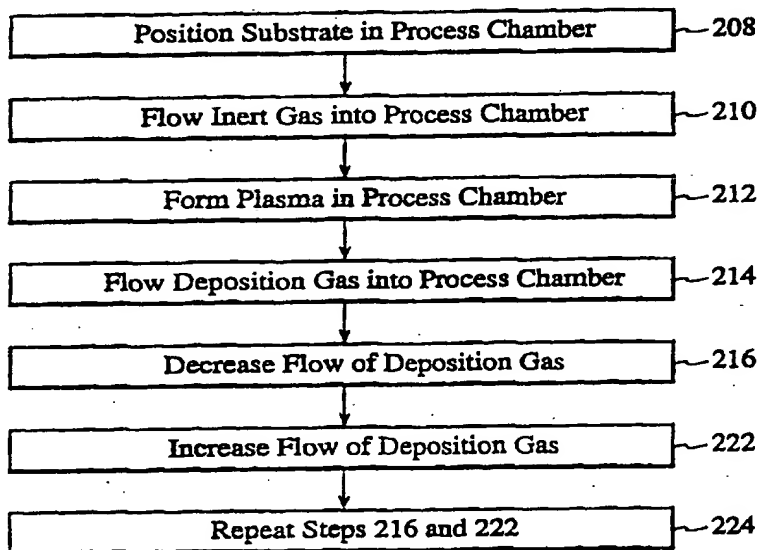 Position Substrate in Process Chamber 208
Flow Inert Gas into Process Chamber 210
Form Plasma in Process Chamber 212
Flow Deposition Gas into Process Chamber 214
Decrease Flow of Deposition Gas 216
Increase Flow of Deposition Gas 222
Repeat Steps 216 and 222 224